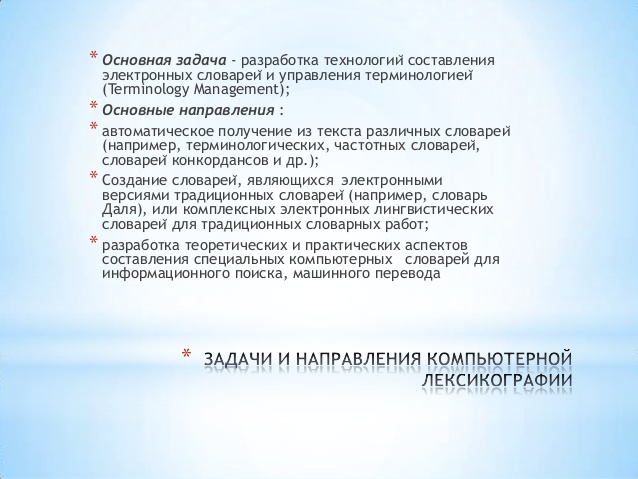 * Основная задача - разработка технологий составления
электронных словарей и управления терминологией
(Terminology Management);
* Основные направления :
* автоматическое получение из текста различных словарей
(например, терминологических, частотных словарей,
словарей конкордансов и др.);
* Создание словарей, являющихся электронными
версиями традиционных словарей (например, словарь
Даля), или комплексных электронных лингвистических
словарей для традиционных словарных работ;
* разработка теоретических и практических аспектов
составления специальных компьютерных словарей для
информационного поиска, машинного перевода
* ЗАДАЧИ И НАПРАВЛЕНИЯ КОМПЬЮТЕРНОЙ
ЛЕКСИКОГРАФИИ